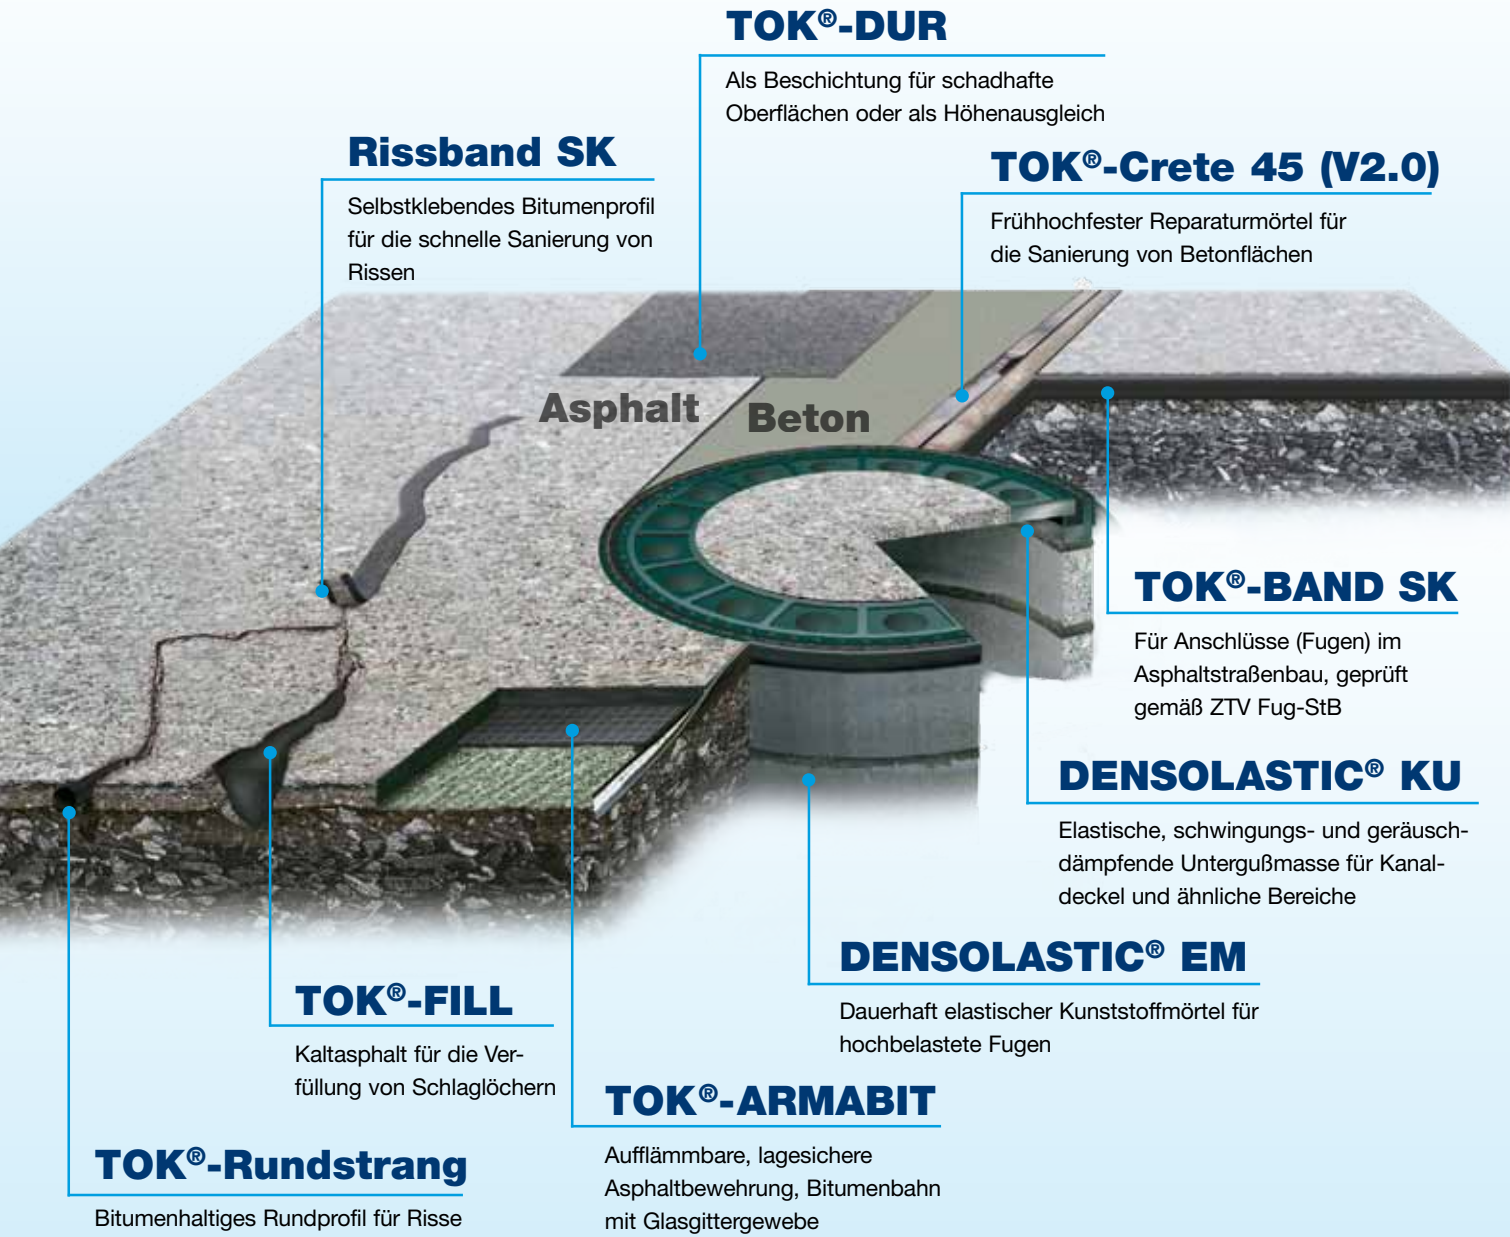 TOK®-DUR
Als Beschichtung für schadhafte
Oberflächen oder als Höhenausgleich
Rissband SK
Selbstklebendes Bitumenprofil
für die schnelle Sanierung von
Rissen
TOK®-Crete 45 (V2.0)
Frühhochfester Reparaturmörtel für
die Sanierung von Betonflächen
Asphalt
Beton
TOK®-BAND SK
Für Anschlüsse (Fugen) im
Asphaltstraßenbau, geprüft
gemäß ZTV Fug-StB
DENSOLASTIC® KU
Elastische, schwingungs- und geräusch-
dämpfende Untergußmasse für Kanal-
deckel und ähnliche Bereiche
DENSOLASTIC® EM
Dauerhaft elastischer Kunststoffmörtel für
hochbelastete Fugen
TOK®-FILL
Kaltasphalt für die Ver-
füllung von Schlaglöchern
TOK®-ARMABIT
Aufflämmbare, lagesichere
Asphaltbewehrung, Bitumenbahn
mit Glasgittergewebe
TOK®-Rundstrang
Bitumenhaltiges Rundprofil für Risse